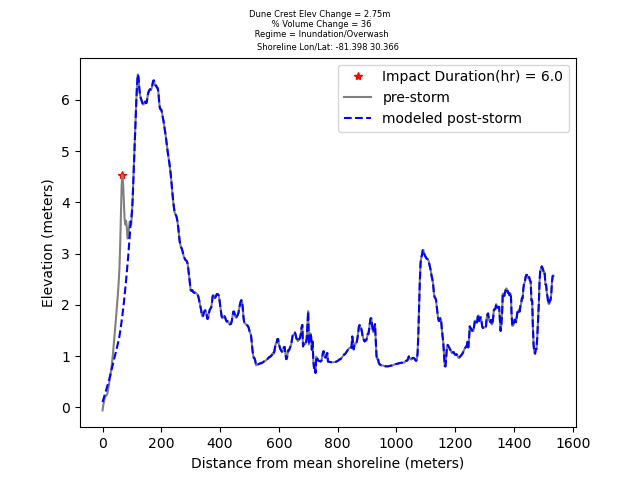 Dune Crest Elev Change = 2.75m
% Volume Change = 36
Regime = Inundation/Overwash
Shoreline Lon/Lat: -81.398 30.366
Impact Duration(hr) = 6.0
pre-storm
modeled post-storm
Elevation (meters)
6
5
4
3
2
1
0
0 200 400 600 800 1000 1200 1400 1600
Distance from mean shoreline (meters)